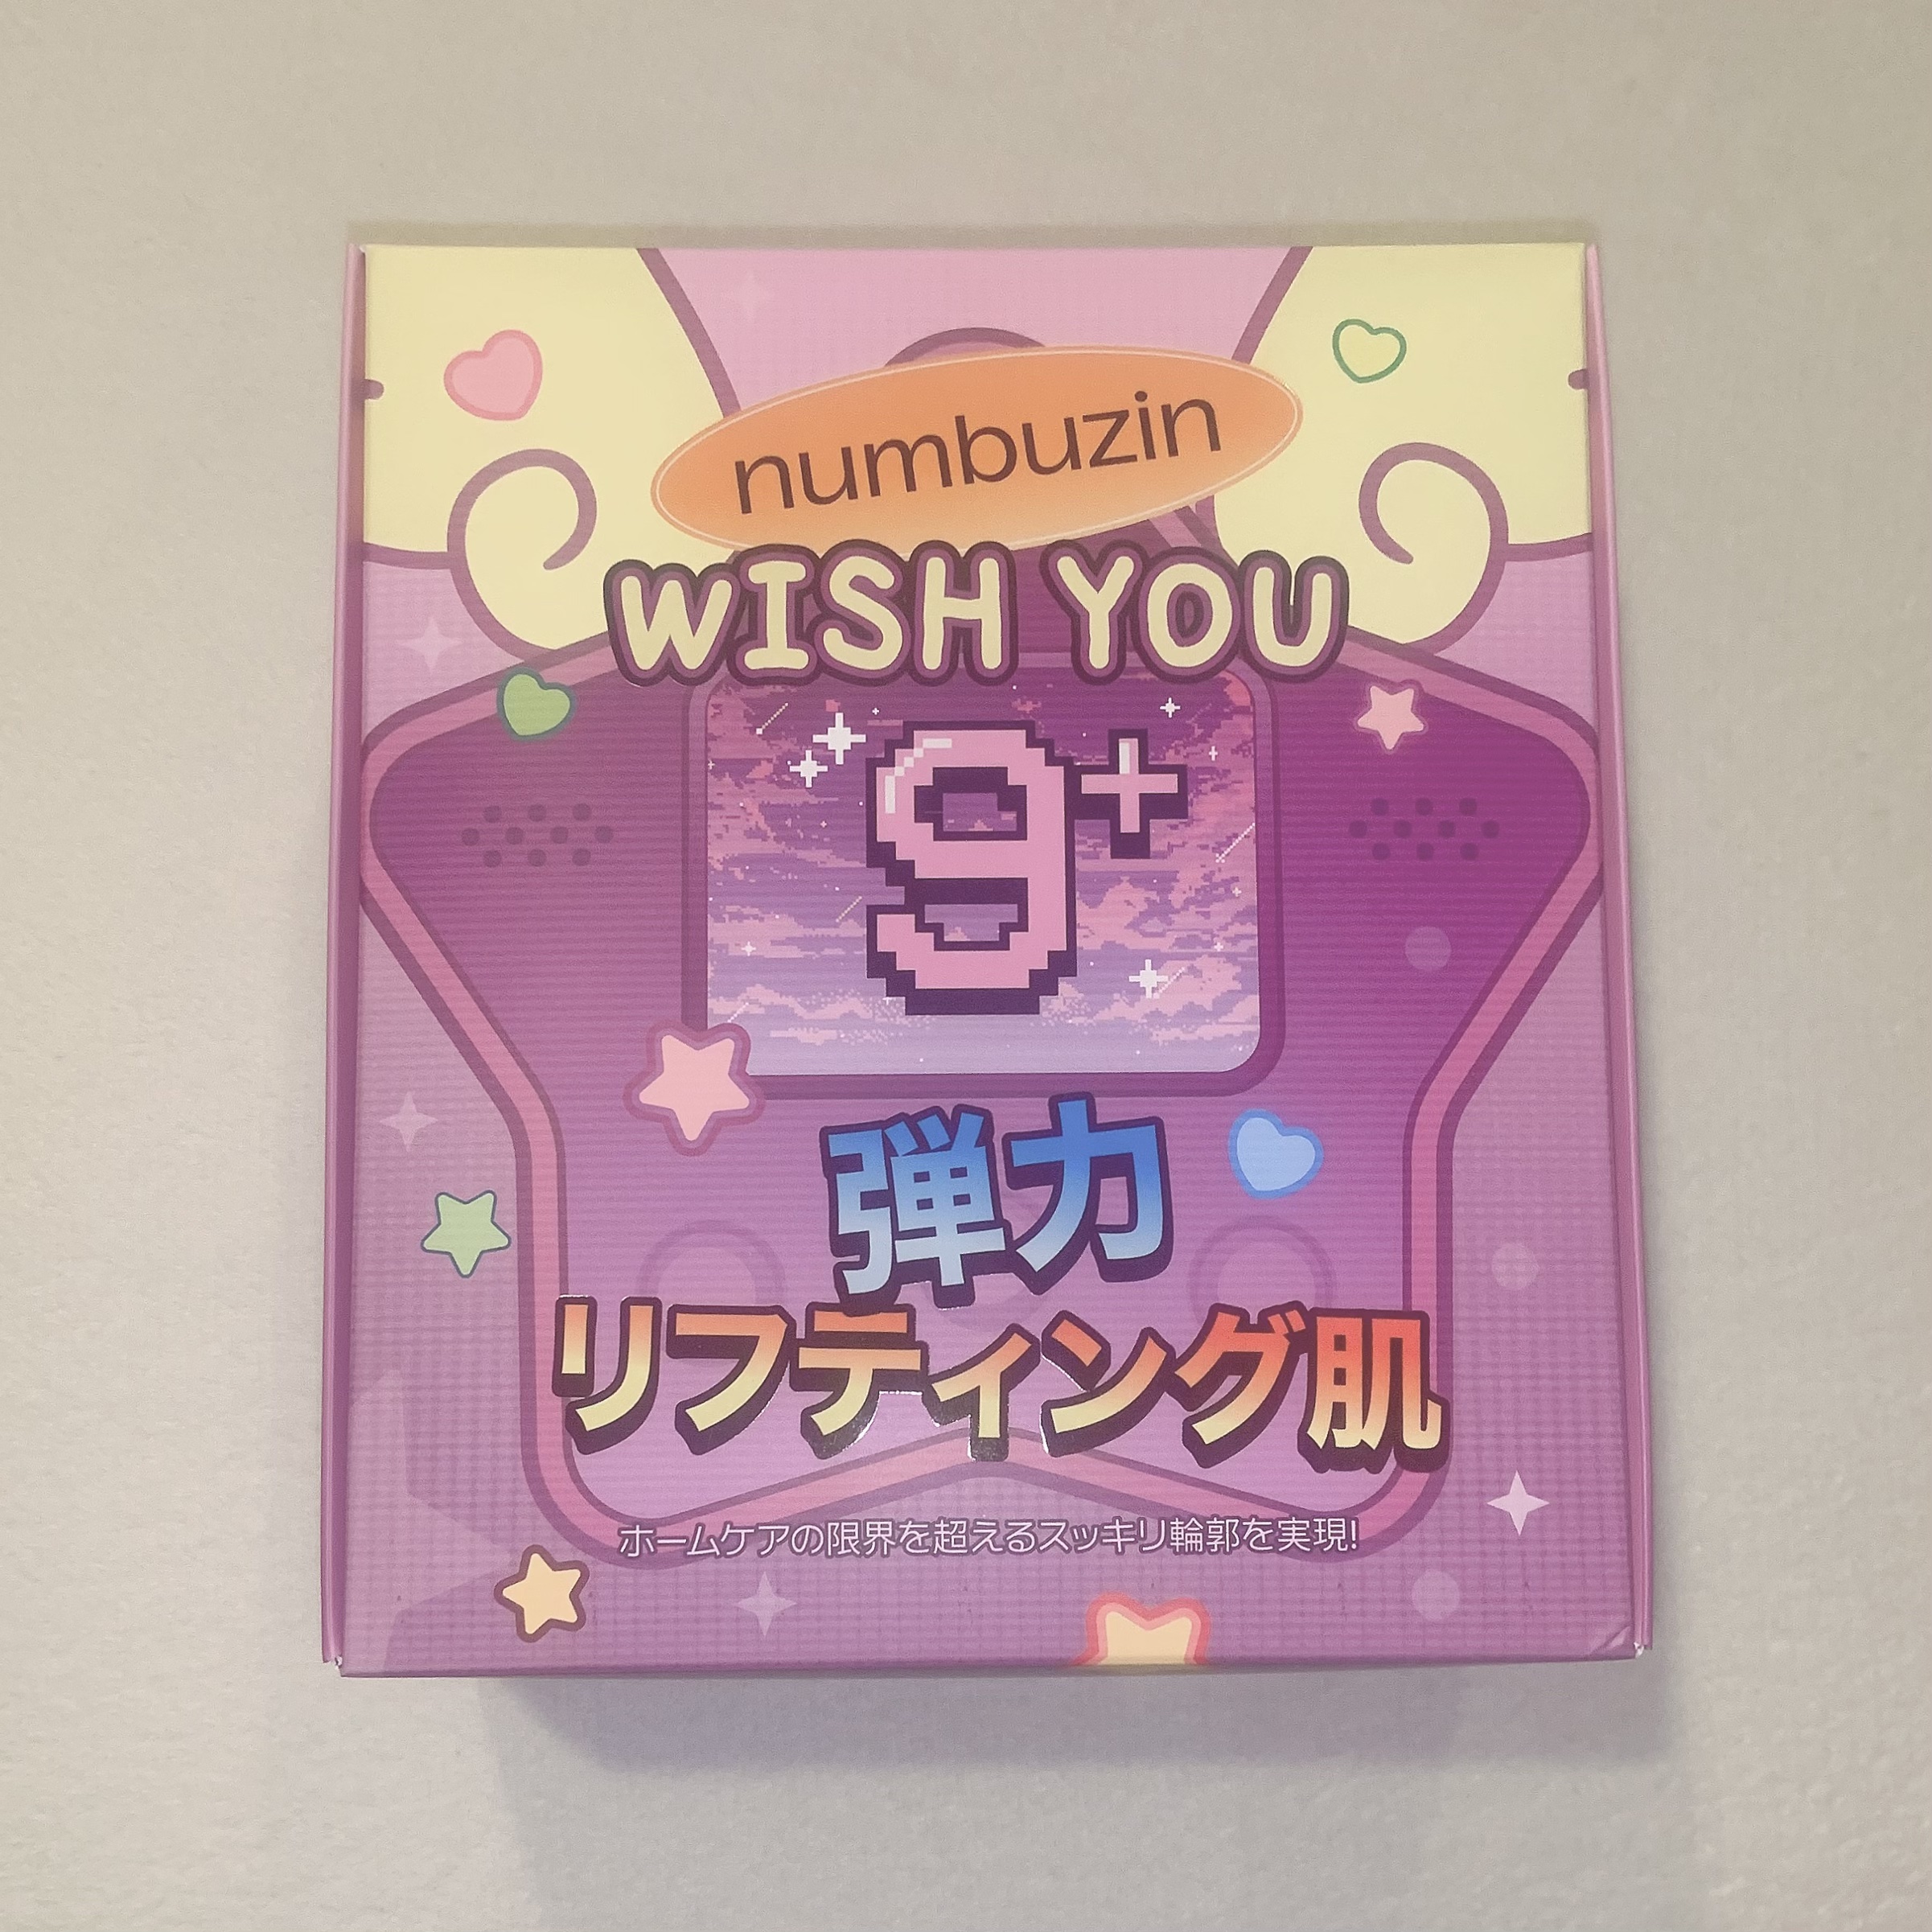 numbuzin
WISH YOU
9+
弾力
リフティング肌
ホームケアの限界を超えるスッキリ輪郭を実現!